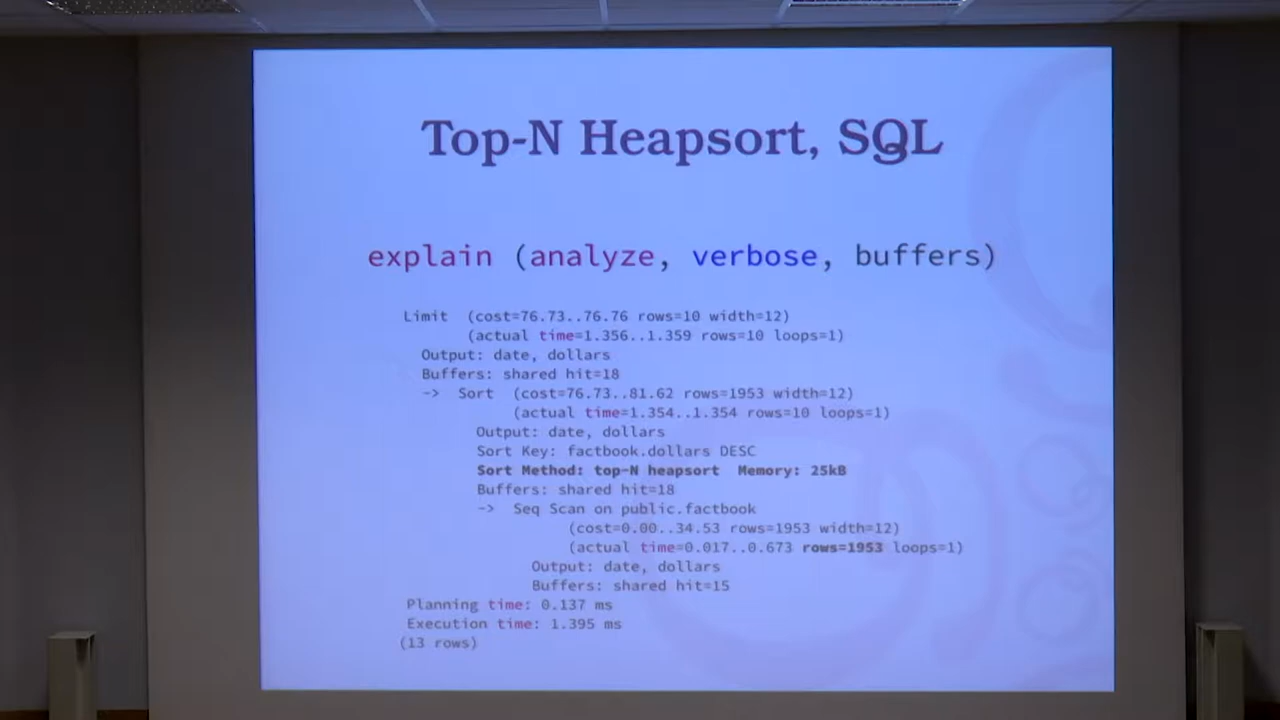 Top-N Heapsort, SQL
explain (analyze, verbose, buffers)
Limit  (cost=76.73..76.76 rows=10 width=12)
(actual time=1.356..1.359 rows=10 loops=1)
Output: date, dollars
Buffers: shared hit=18
->  Sort  (cost=76.73..81.62 rows=1953 width=12)
(actual time=1.354..1.354 rows=10 loops=1)
Output: date, dollars
Sort Key: factbook.dollars DESC
Sort Method: top-N heapsort  Memory: 25kB
Buffers: shared hit=18
->  Seq Scan on public.factbook
(cost=0.00..34.53 rows=1953 width=12)
(actual time=0.017..0.673 rows=1953 loops=1)
Output: date, dollars
Buffers: shared hit=15
Planning time: 0.137 ms
Execution time: 1.395 ms
(13 rows)